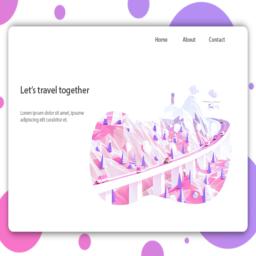 Home About Contact
Let's travel together
Lorem ipsum dolor sit amet, ipsume
adipiscing elit curabitur et.